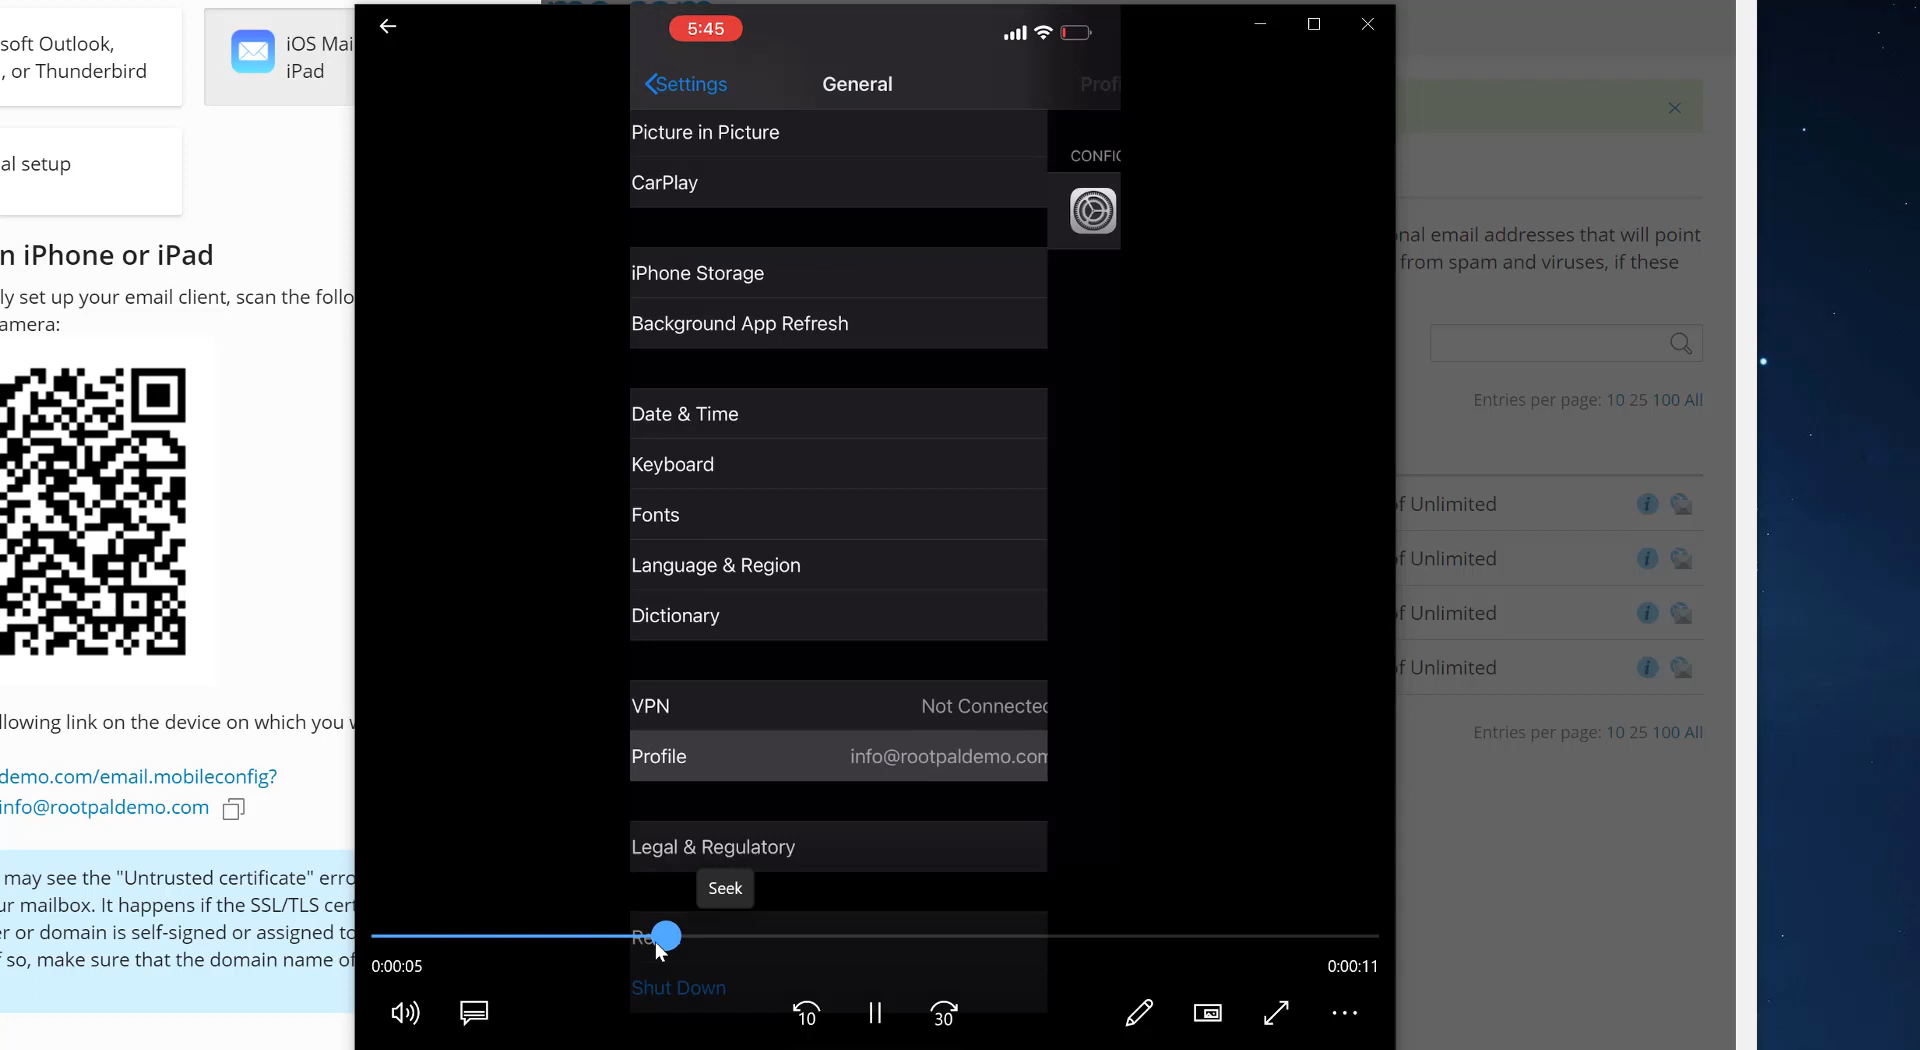 soft Outlook,
, or Thunderbird
iOS Mai
iPad
al setup
n iPhone or iPad
ly set up your email client, scan the follo
amera:
llowing link on the device on which you w
demo.com/email.mobileconfig?
info@rootpaldemo.com
may see the "Untrusted certificate" erro
ur mailbox. It happens if the SSL/TLS cert
er or domain is self-signed or assigned to
f so, make sure that the domain name of
5:45
Settings
General
Profi
Picture in Picture
CONFIG
CarPlay
iPhone Storage
Background App Refresh
Date & Time
Keyboard
Fonts
Language & Region
Dictionary
VPN
Not Connected
Profile
info@rootpaldemo.com
Legal & Regulatory
Seek
Shut Down
0:00:05
0:00:11
10
30
nal email addresses that will point
from spam and viruses, if these
Entries per page: 10 25 100 All
of Unlimited
of Unlimited
of Unlimited
of Unlimited
Entries per page: 10 25 100 All